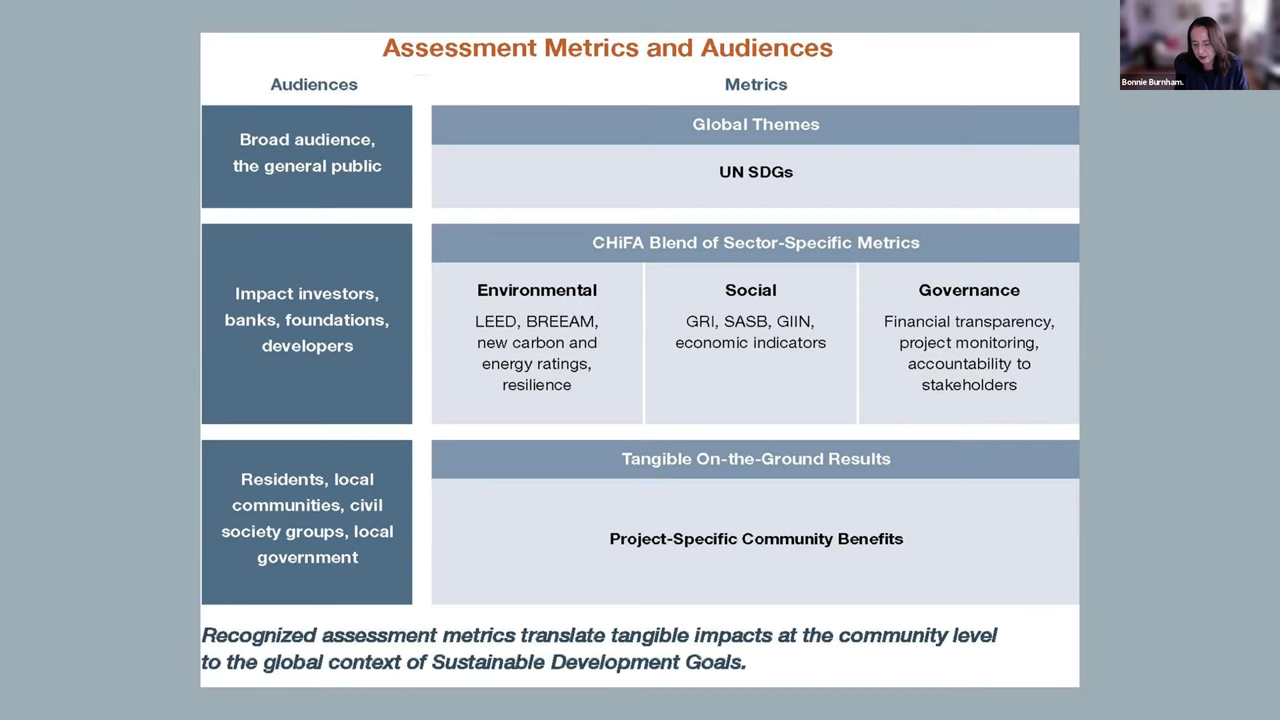 Assessment Metrics and Audiences
Audiences
Metrics
Broad audience,
the general public
Global Themes
UN SDGs
Impact investors,
banks, foundations,
developers
CHiFA Blend of Sector-Specific Metrics
Environmental
LEED, BREEAM,
new carbon and
energy ratings,
resilience
Social
GRI, SASB, GIIN,
economic indicators
Governance
Financial transparency,
project monitoring,
accountability to
stakeholders
Residents, local
communities, civil
society groups, local
government
Tangible On-the-Ground Results
Project-Specific Community Benefits
Recognized assessment metrics translate tangible impacts at the community level
to the global context of Sustainable Development Goals.
Bonnie Burnham.